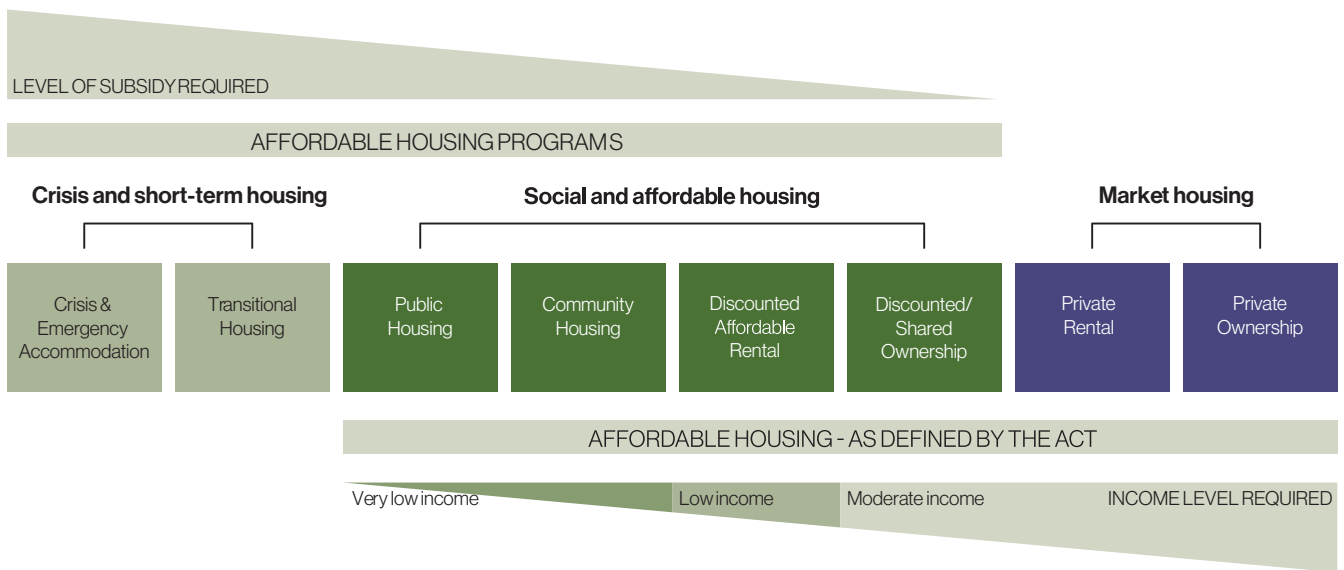 LEVEL OF SUBSIDY REQUIRED
AFFORDABLE HOUSING PROGRAMS
Crisis and short-term housing
Social and affordable housing
Market housing
Crisis &
Emergency
Accommodation
Transitional
Housing
Public
Housing
Community
Housing
Discounted
Affordable
Rental
Discounted/
Shared
Ownership
Private
Rental
Private
Ownership
AFFORDABLE HOUSING - AS DEFINED BY THE ACT
Very low income
Low income
Moderate income
INCOME LEVEL REQUIRED